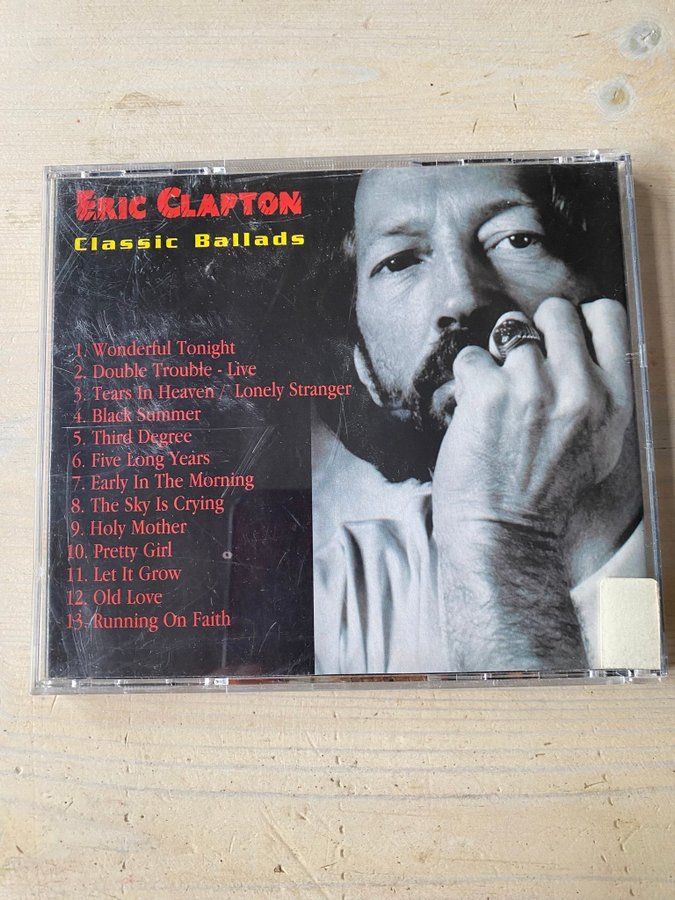 ERIC CLAPTON
Classic Ballads
1. Wonderful Tonight
2. Double Trouble - Live
3. Tears In Heaven / Lonely Stranger
4. Black Summer
5. Third Degree
6. Five Long Years
7. Early In The Morning
8. The Sky Is Crying
9. Holy Mother
10. Pretty Girl
11. Let It Grow
12. Old Love
13. Running On Faith